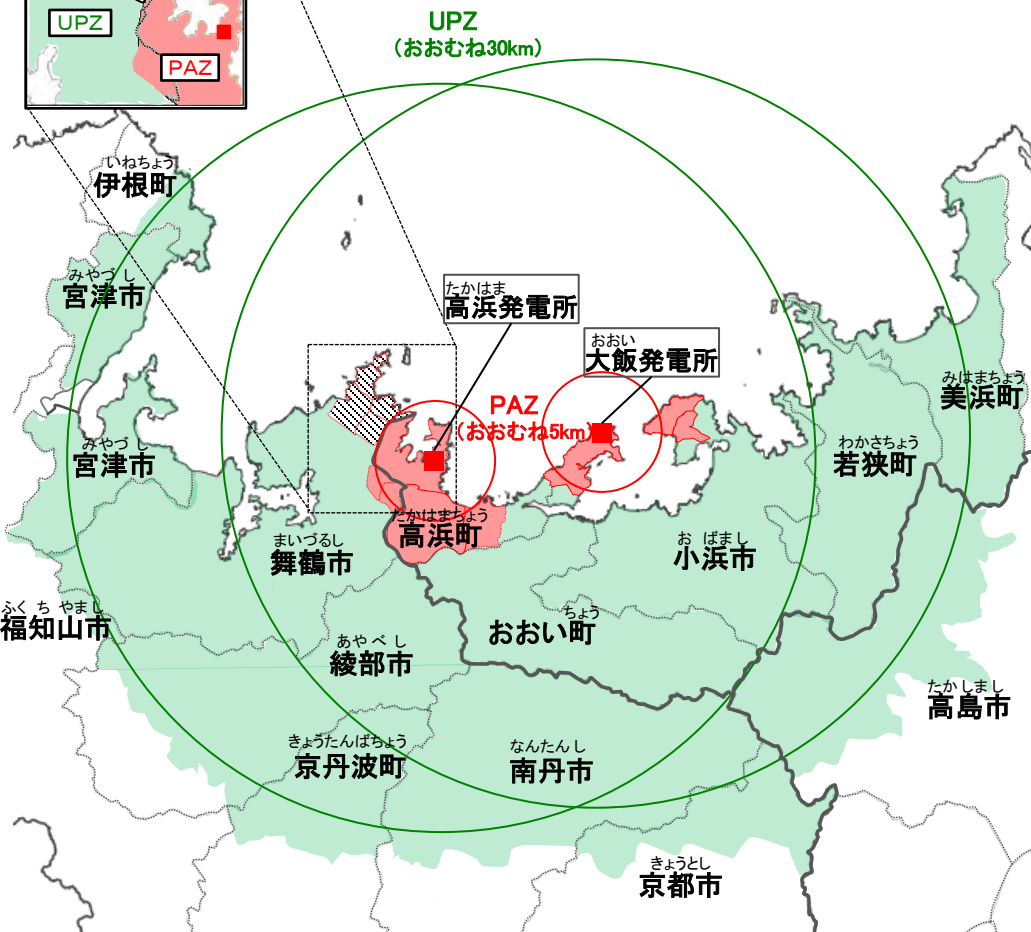 UPZ
PAZ
UPZ
(おおむね30km)
いねちょう
伊根町
みやづ し
宮津市
たかはま
高浜発電所
おおい
大飯発電所
PAZ
(おおむね5km)
みはまちょう
美浜町
みやづ し
宮津市
わかさちょう
若狭町
たかはまちょう
高浜町
まいづるし
舞鶴市
お ばまし
小浜市
ふく ち やまし
福知山市
ちょう
おおい町
あやべ し
綾部市
たかしまし
高島市
きょうたんばちょう
京丹波町
なんたんし
南丹市
きょうとし
京都市